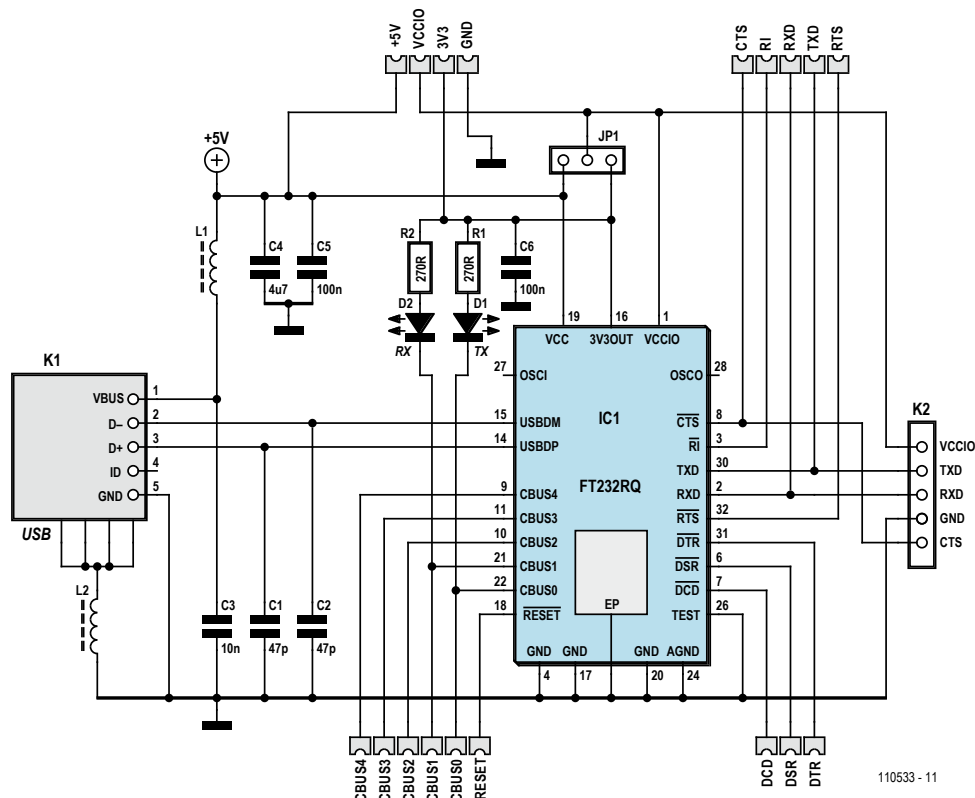 +5V
VCCIO
3V3
GND
CTS
RI
RXD
TXD
RTS
+5V
JP1
L1
C4
4u7
C5
100n
R2
270R
R1
270R
C6
100n
D2
D1
RX
TX
19
16
1
VCC
3V3OUT
VCCIO
K1
VBUS
1
D–
2
D+
3
ID
4
GND
5
USB
L2
C3
10n
C1
47p
C2
47p
27
OSCI
OSCO
28
15
USBDM
IC1
CTS
8
14
USBDP
RI
3
TXD
30
9
CBUS4
FT232RQ
RXD
2
11
CBUS3
RTS
32
10
CBUS2
DTR
31
21
CBUS1
DSR
6
22
CBUS0
DCD
7
18
RESET
EP
TEST
26
GND
GND
GND
AGND
4
17
20
24
K2
VCCIO
TXD
RXD
GND
CTS
CBUS4
CBUS3
CBUS2
CBUS1
CBUS0
RESET
DCD
DSR
DTR
110533 - 11